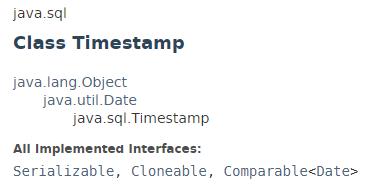 java.sql
Class Timestamp
java.lang.Object
java.util.Date
java.sql.Timestamp
All Implemented Interfaces:
Serializable, Cloneable, Comparable<Date>